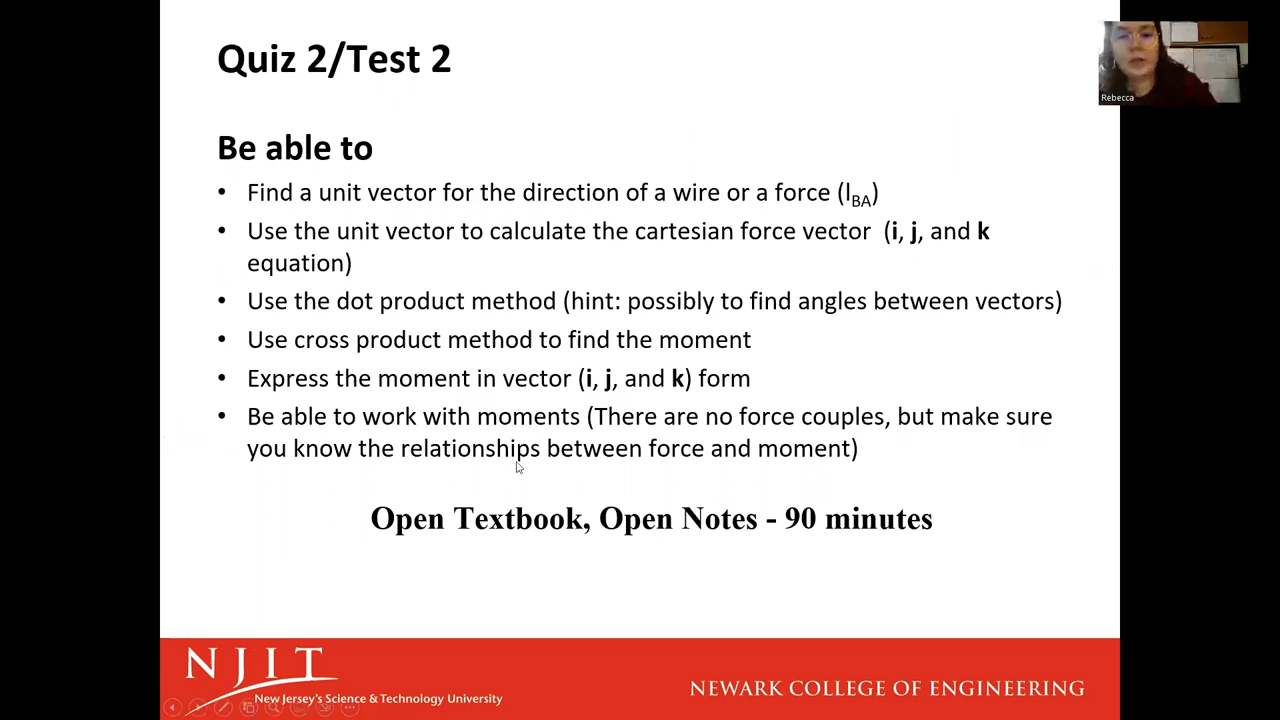 Quiz 2/Test 2
Rebecca
Be able to
• Find a unit vector for the direction of a wire or a force (lBA)
• Use the unit vector to calculate the cartesian force vector (i, j, and k
equation)
• Use the dot product method (hint: possibly to find angles between vectors)
• Use cross product method to find the moment
• Express the moment in vector (i, j, and k) form
• Be able to work with moments (There are no force couples, but make sure
you know the relationships between force and moment)
Open Textbook, Open Notes - 90 minutes
NJIT
New Jersey's Science & Technology University
NEWARK COLLEGE OF ENGINEERING